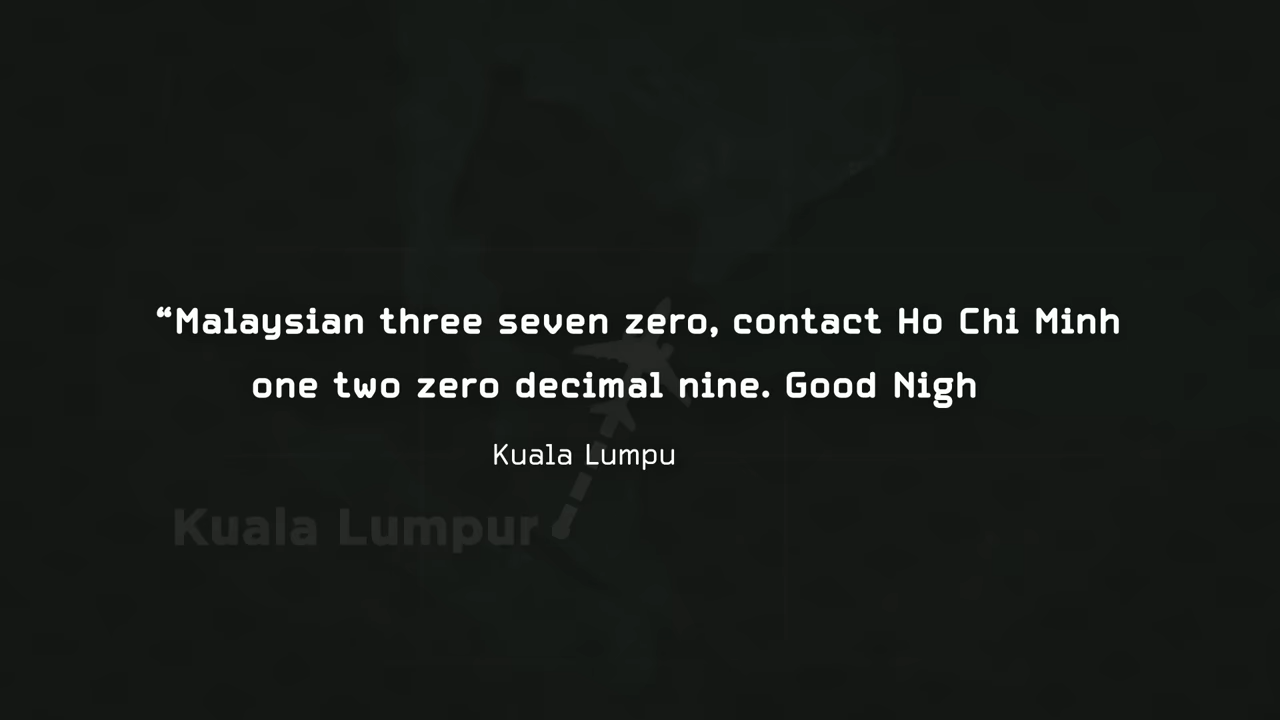 “Malaysian three seven zero, contact Ho Chi Minh
one two zero decimal nine. Good Nigh
Kuala Lumpu
Kuala Lumpur